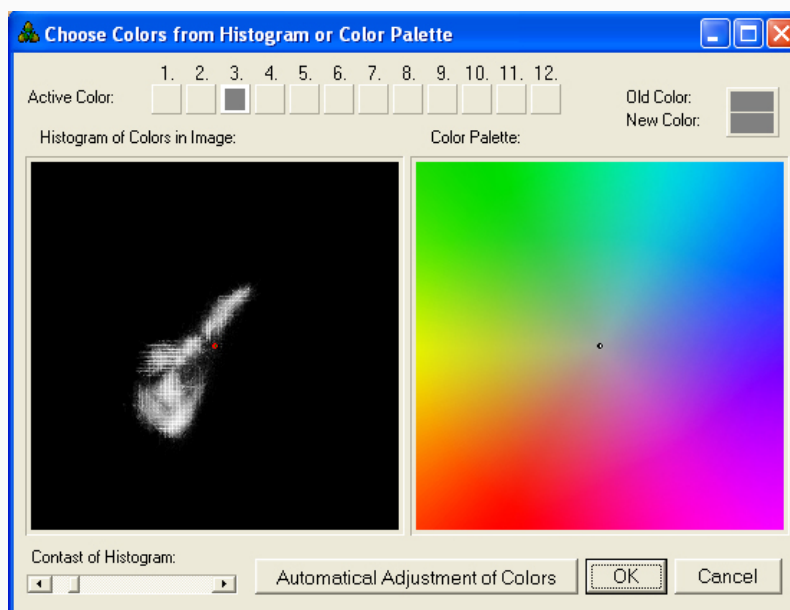 Choose Colors from Histogram or Color Palette
1. 2. 3. 4. 5. 6. 7. 8. 9. 10. 11. 12.
Active Color:
Old Color:
New Color:
Histogram of Colors in Image:
Color Palette:
Contast of Histogram:
Automatical Adjustment of Colors
OK
Cancel